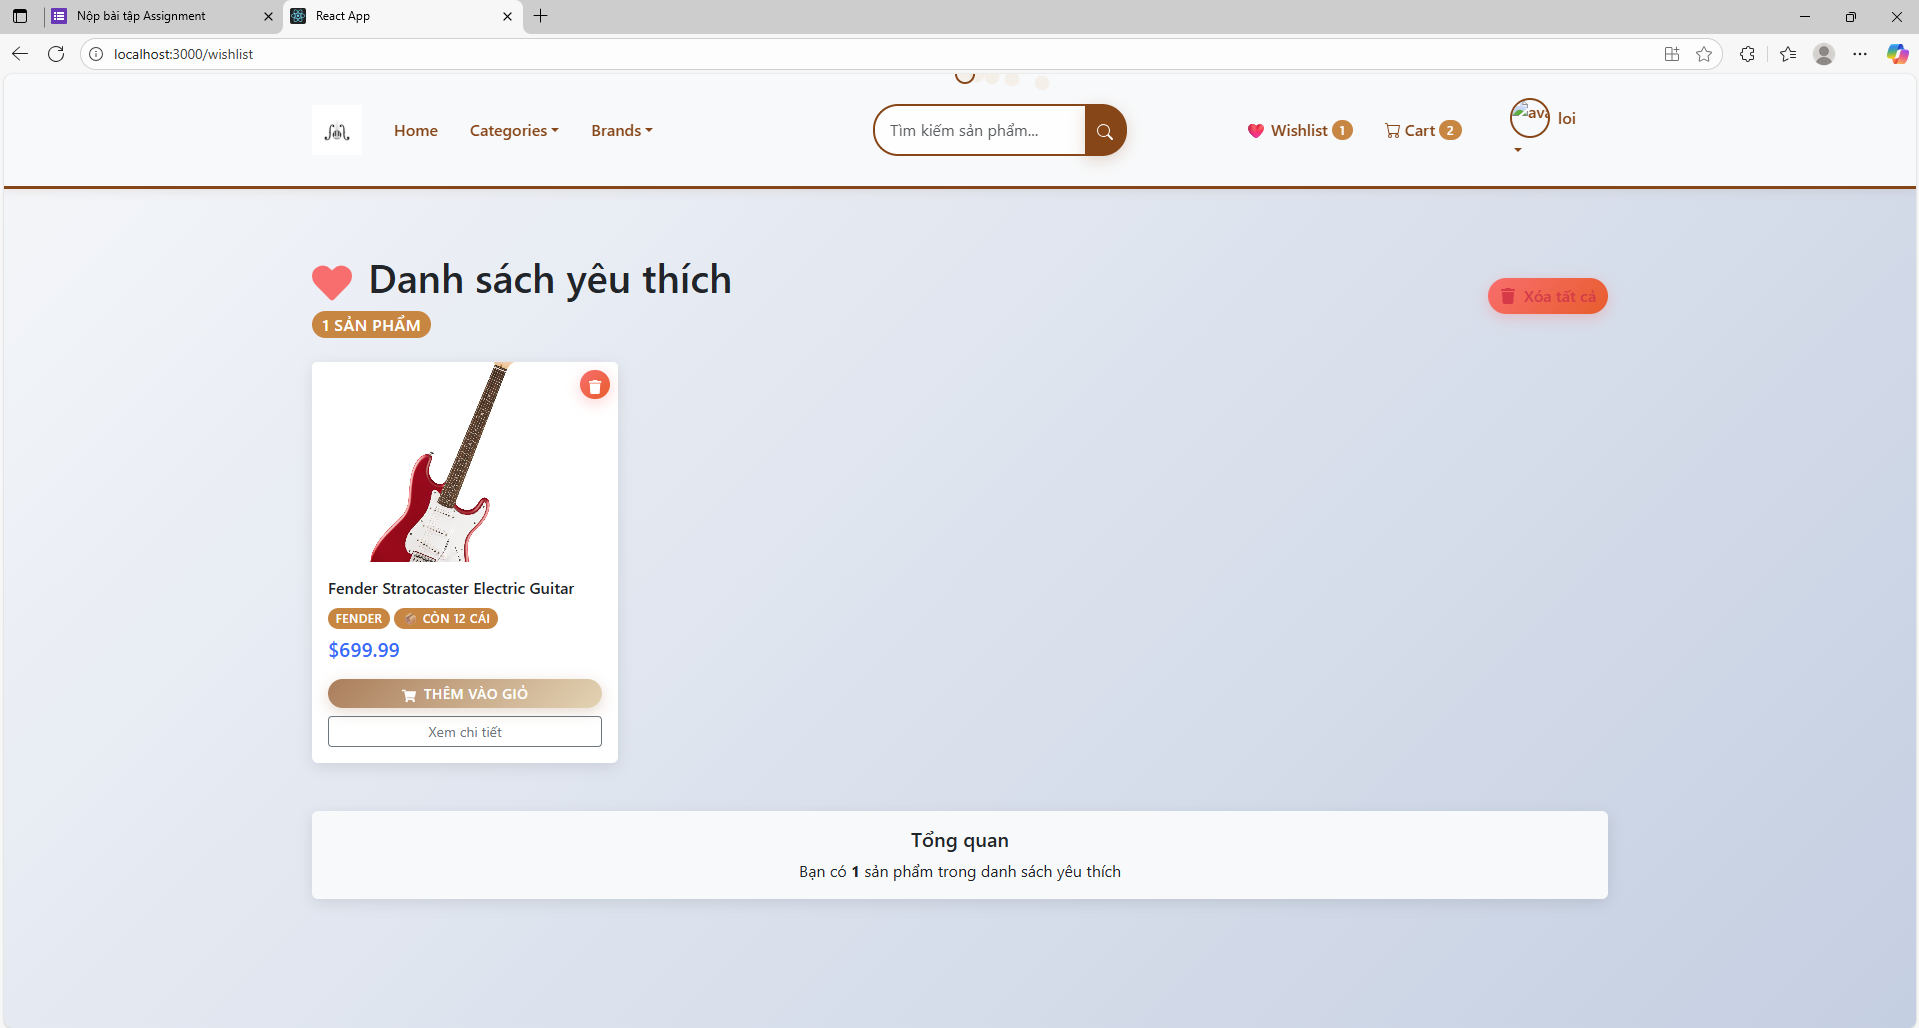 Nộp bài tập Assignment
React App
localhost:3000/wishlist
Home
Categories
Brands
Tìm kiếm sản phẩm...
Wishlist 1
Cart 2
ava
loi
Danh sách yêu thích
1 SẢN PHẨM
Xóa tất cả
Fender Stratocaster Electric Guitar
FENDER
CÒN 12 CÁI
$699.99
THÊM VÀO GIỎ
Xem chi tiết
Tổng quan
Bạn có 1 sản phẩm trong danh sách yêu thích